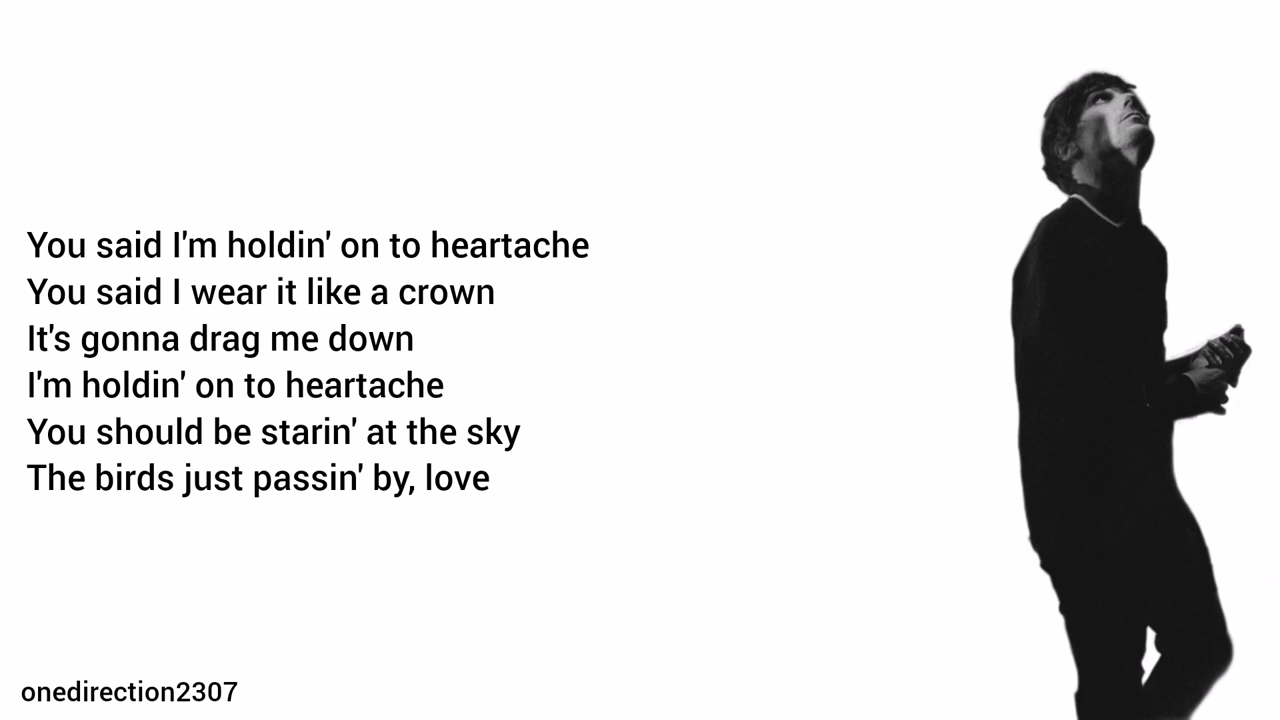 You said I'm holdin' on to heartache
You said I wear it like a crown
It's gonna drag me down
I'm holdin' on to heartache
You should be starin' at the sky
The birds just passin' by, love
onedirection2307